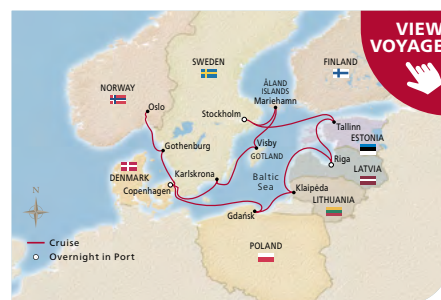 VIEW
VOYAGE
SWEDEN
FINLAND
NORWAY
ÅLAND
ISLANDS
Mariehamn
Oslo
Stockholm
Tallinn
ESTONIA
Gothenburg
Visby
GOTLAND
Riga
LATVIA
DENMARK
Karlskrona
Baltic
Sea
Klaipėda
Copenhagen
LITHUANIA
Gdańsk
N
Cruise
Overnight in Port
POLAND